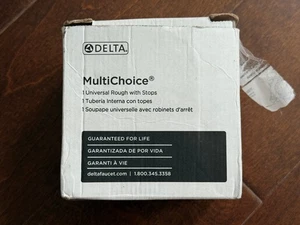 DELTA
MultiChoice®
1 Universal Rough with Stops
1 Tubería Interna con topes
1 Soupape universelle avec robinets d'arrêt
GUARANTEED FOR LIFE
GARANTIZADA DE POR VIDA
GARANTI À VIE
deltafaucet.com | 1.800.345.3358